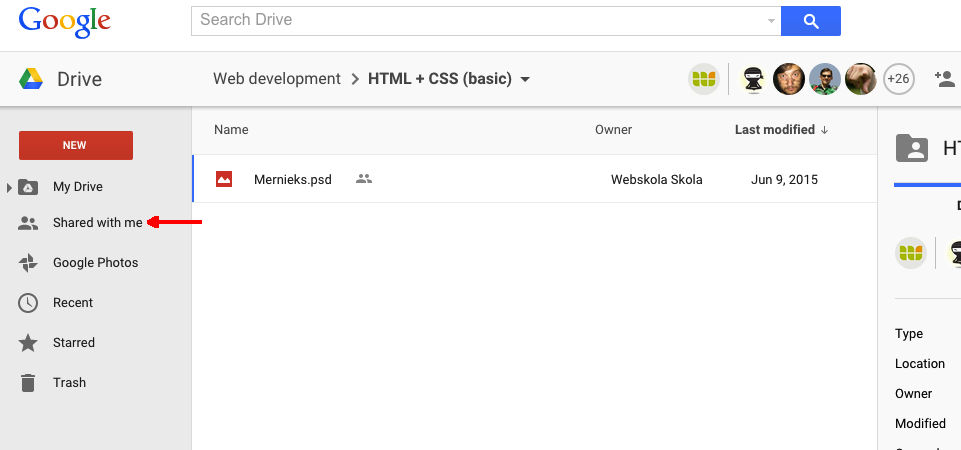 Google
Search Drive
Drive
Web development > HTML + CSS (basic)
+26
NEW
My Drive
Shared with me
Google Photos
Recent
Starred
Trash
Name Owner Last modified ↓
Mernieks.psd Webskola Skola Jun 9, 2015
HT
Type
Location
Owner
Modified